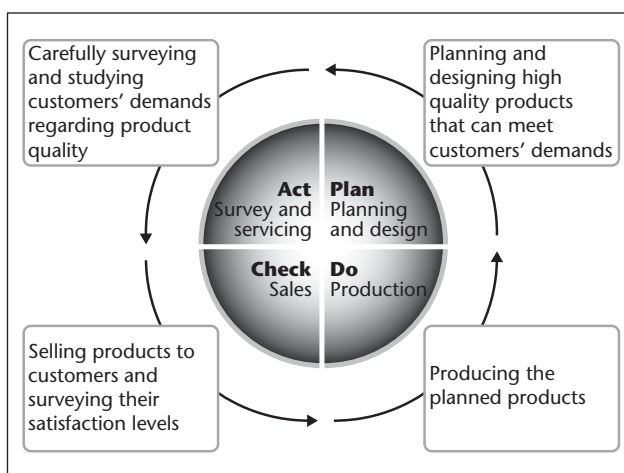 Carefully surveying
and studying
customers’ demands
regarding product
quality
Planning and
designing high
quality products
that can meet
customers’ demands
Act
Survey and
servicing
Plan
Planning
and design
Check
Sales
Do
Production
Selling products to
customers and
surveying their
satisfaction levels
Producing the
planned products